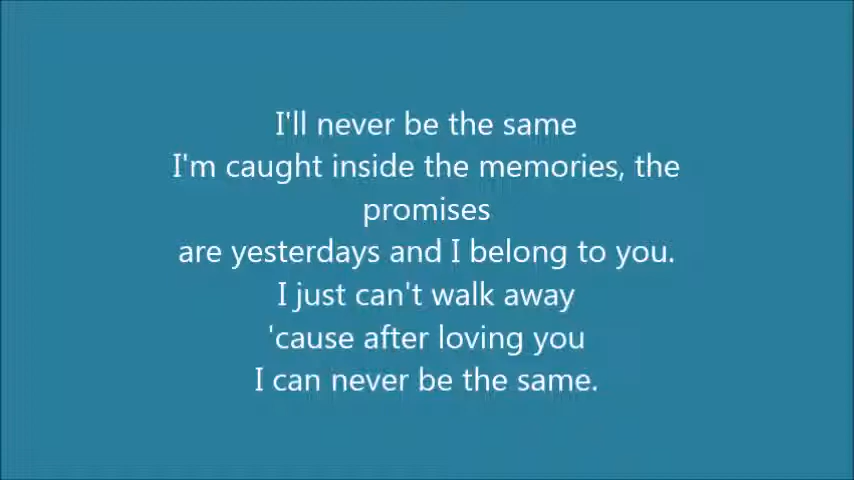 I'll never be the same
I'm caught inside the memories, the
promises
are yesterdays and I belong to you.
I just can't walk away
'cause after loving you
I can never be the same.